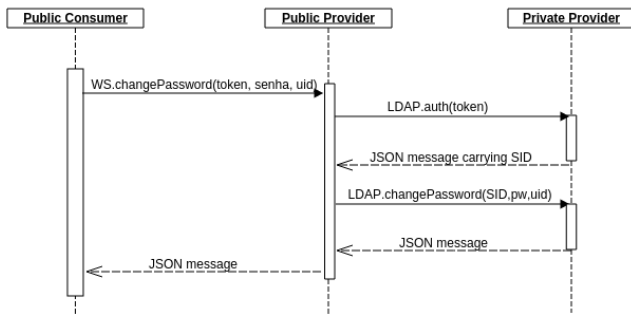 Public Consumer
Public Provider
Private Provider
WS.changePassword(token, senha, uid)
LDAP.auth(token)
JSON message carrying SID
LDAP.changePassword(SID,pw,uid)
JSON message
JSON message